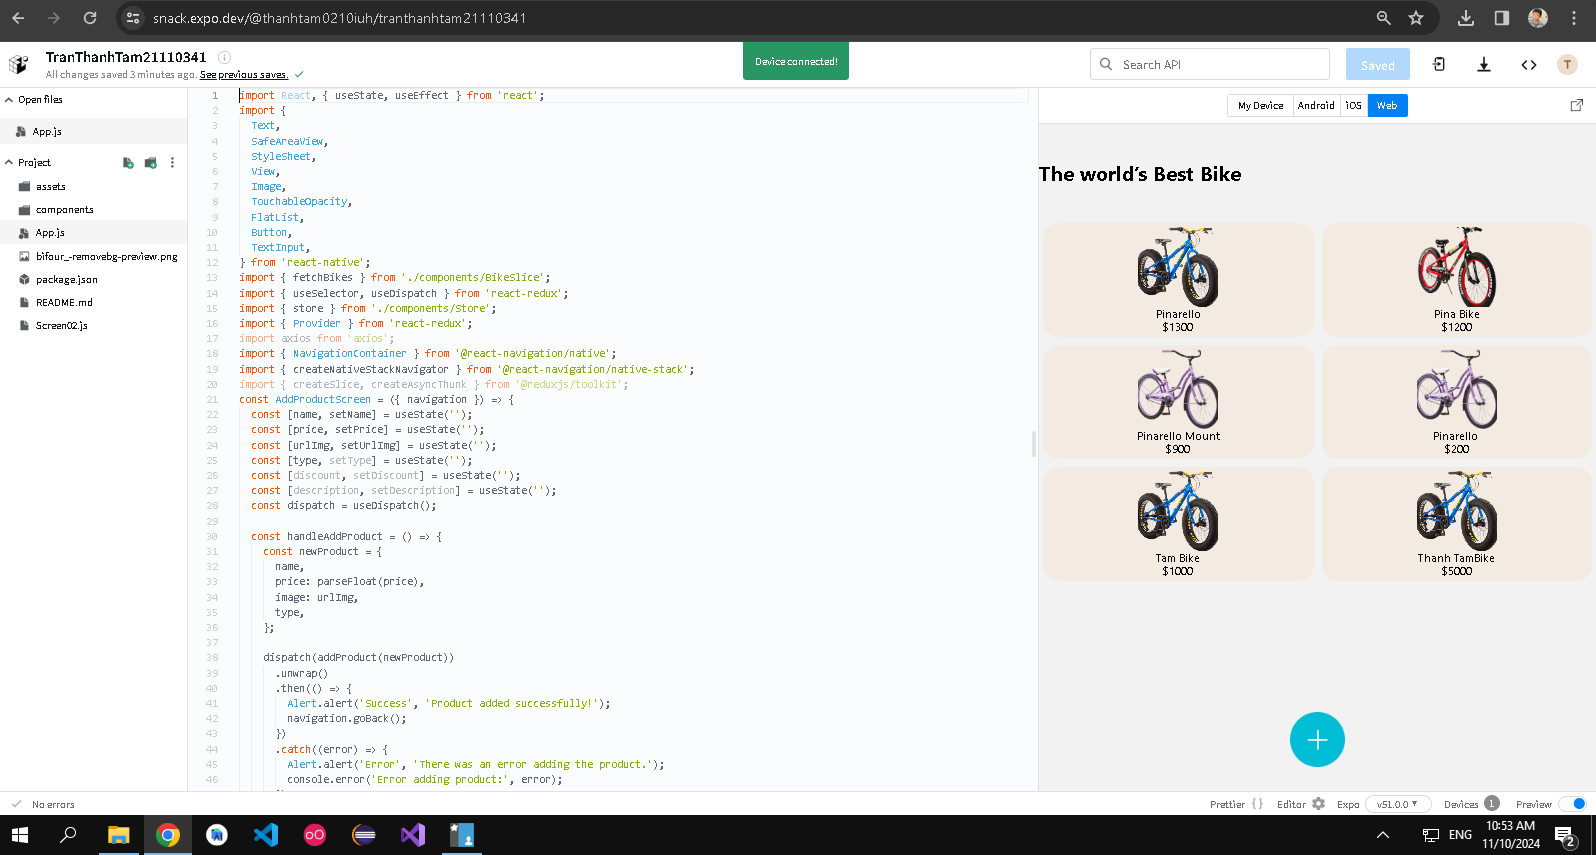 snack.expo.dev/@thanhtam0210iuh/tranthanhtam21110341
TranThanhTam21110341
All changes saved 3 minutes ago. See previous saves.
Device connected!
Search API
Saved
T
Open files
App.js
Project
assets
components
App.js
bifour_-removebg-preview.png
package.json
README.md
Screen02.js
1 import React, { useState, useEffect } from 'react';
2 import {
3 Text,
4 SafeAreaView,
5 StyleSheet,
6 View,
7 Image,
8 TouchableOpacity,
9 FlatList,
10 Button,
11 TextInput,
12 } from 'react-native';
13 import { fetchBikes } from './components/BikeSlice';
14 import { useSelector, useDispatch } from 'react-redux';
15 import { store } from './components/Store';
16 import { Provider } from 'react-redux';
17 import axios from 'axios';
18 import { NavigationContainer } from '@react-navigation/native';
19 import { createNativeStackNavigator } from '@react-navigation/native-stack';
20 import { createSlice, createAsyncThunk } from '@reduxjs/toolkit';
21 const AddProductScreen = ({ navigation }) => {
22 const [name, setName] = useState('');
23 const [price, setPrice] = useState('');
24 const [urlImg, setUrlImg] = useState('');
25 const [type, setType] = useState('');
26 const [discount, setDiscount] = useState('');
27 const [description, setDescription] = useState('');
28 const dispatch = useDispatch();
29
30 const handleAddProduct = () => {
31 const newProduct = {
32 name,
33 price: parseFloat(price),
34 image: urlImg,
35 type,
36 };
37
38 dispatch(addProduct(newProduct))
39 .unwrap()
40 .then(() => {
41 Alert.alert('Success', 'Product added successfully!');
42 navigation.goBack();
43 })
44 .catch((error) => {
45 Alert.alert('Error', 'There was an error adding the product.');
46 console.error('Error adding product:', error);
My Device Android iOS Web
The world's Best Bike
Pinarello
$1300
Pina Bike
$1200
Pinarello Mount
$900
Pinarello
$200
Tam Bike
$1000
Thanh TamBike
$5000
No errors
Prettier {} Editor Expo v51.0.0 Devices 1 Preview
ENG
10:53 AM
11/10/2024
2